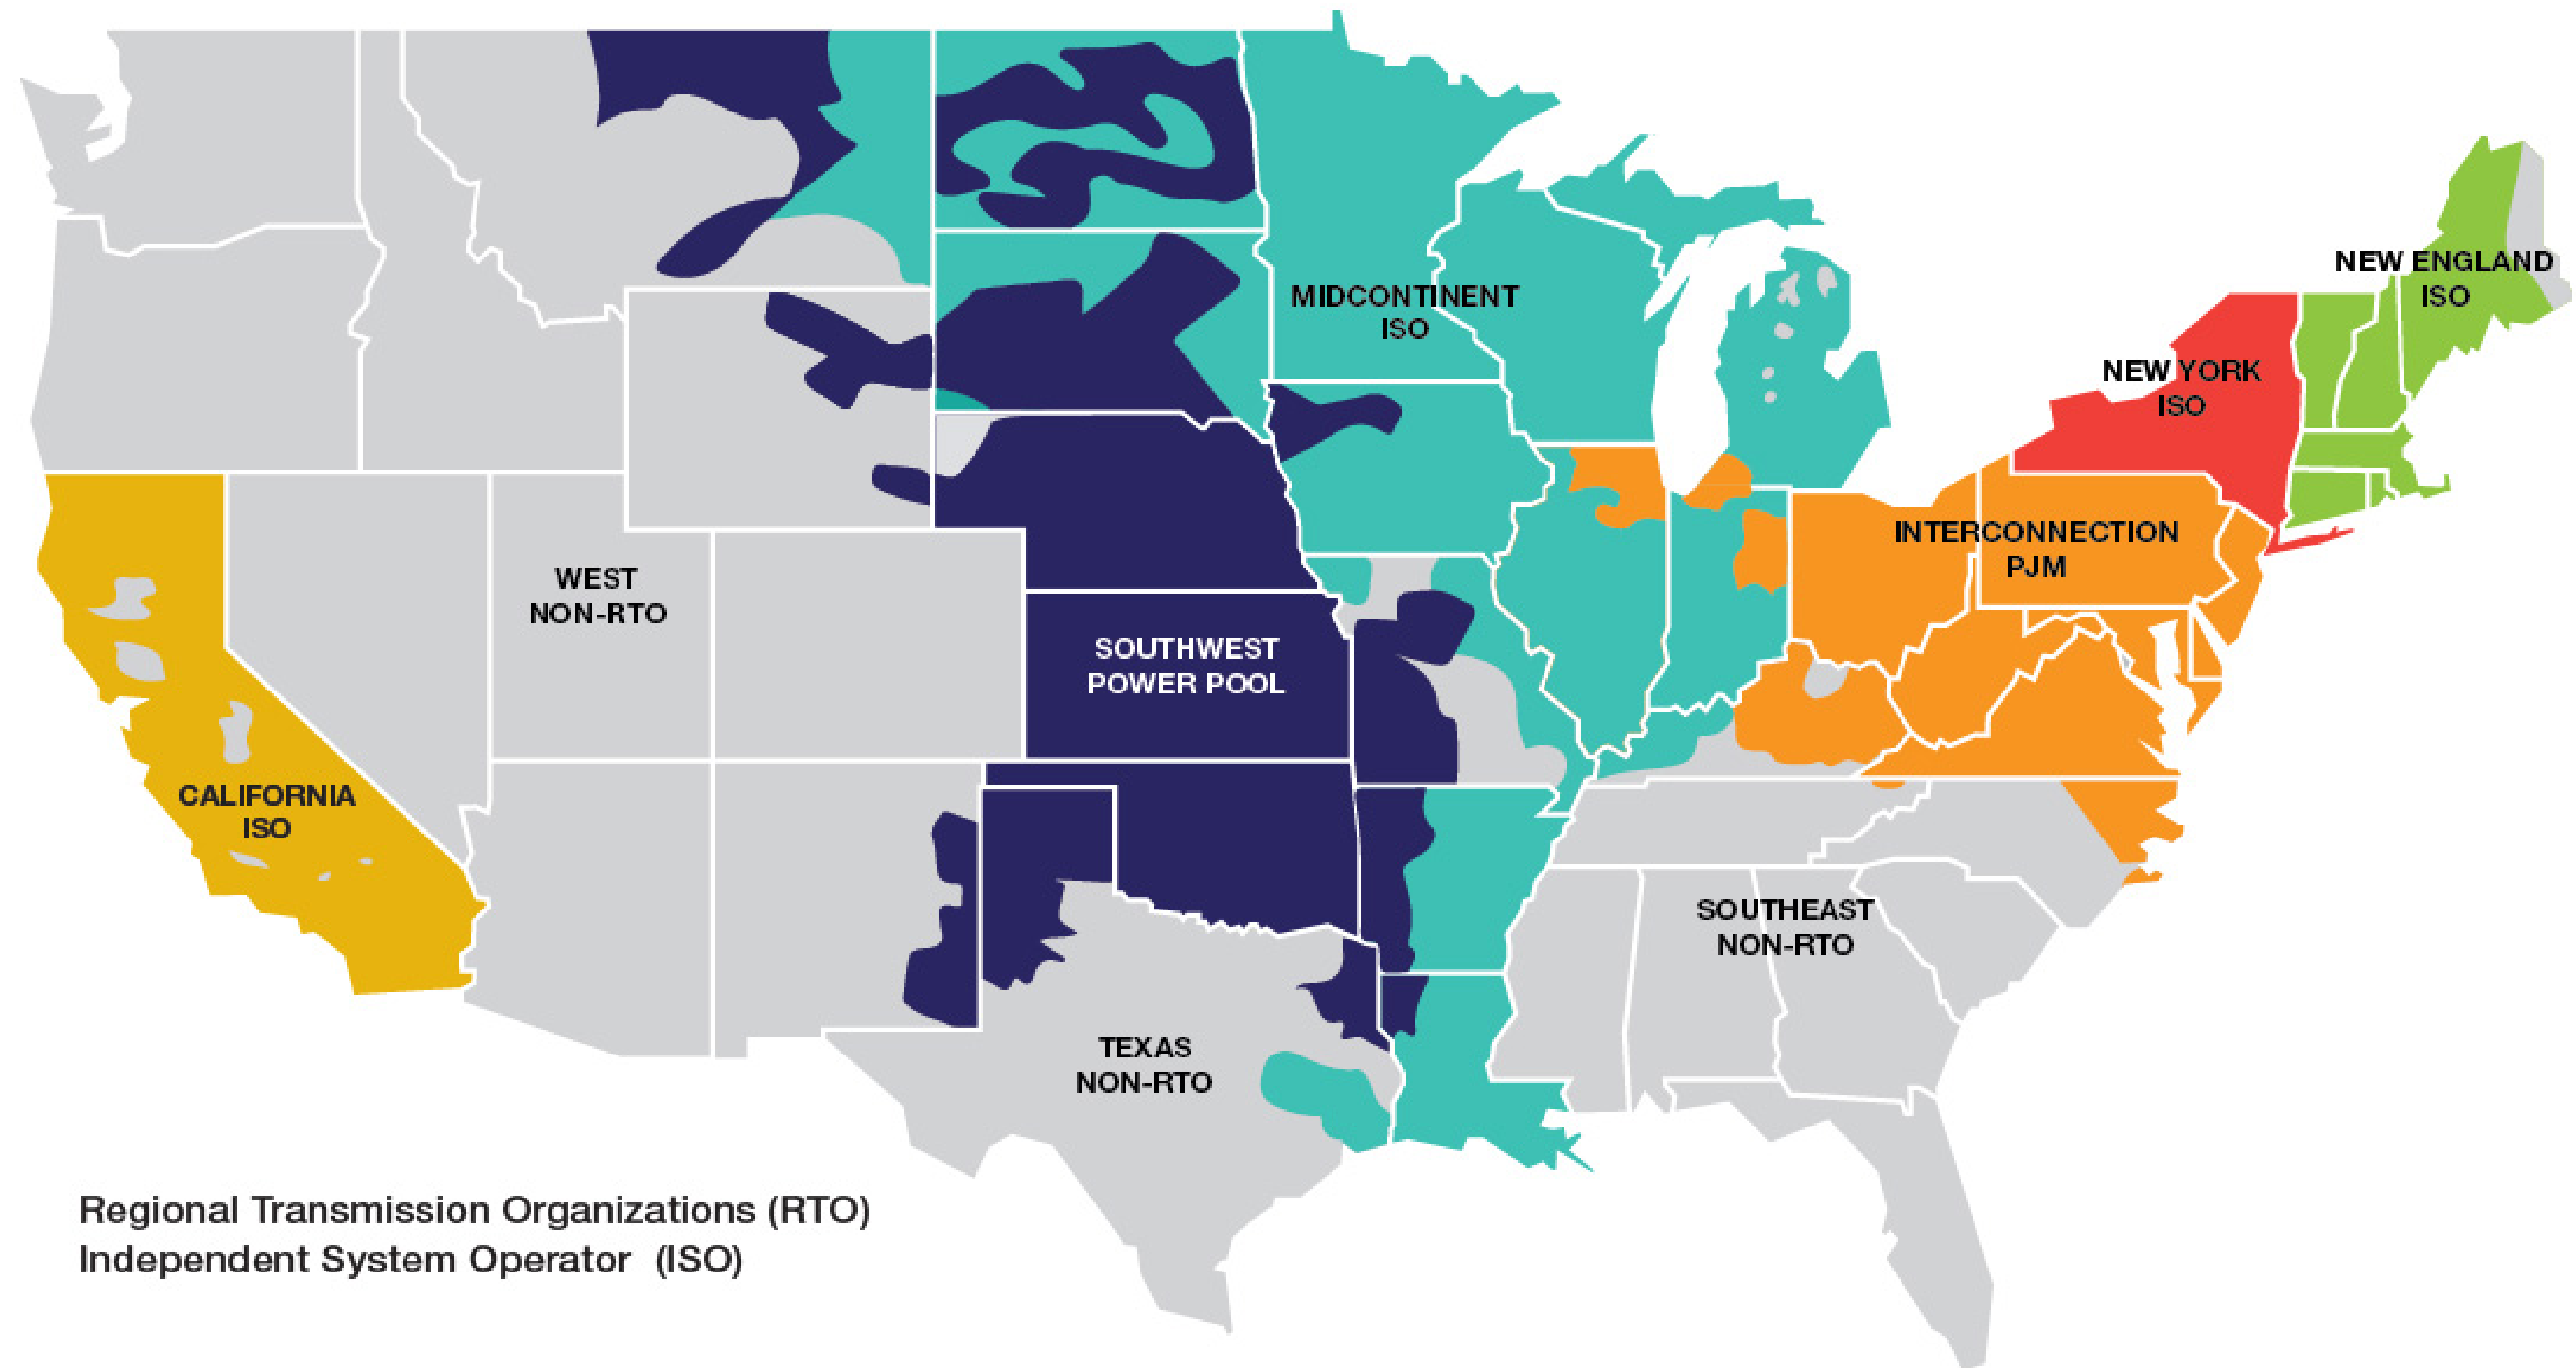 NEW ENGLAND
ISO
MIDCONTINENT
ISO
NEW YORK
ISO
INTERCONNECTION
PJM
WEST
NON-RTO
SOUTHWEST
POWER POOL
CALIFORNIA
ISO
SOUTHEAST
NON-RTO
TEXAS
NON-RTO
Regional Transmission Organizations (RTO)
Independent System Operator (ISO)